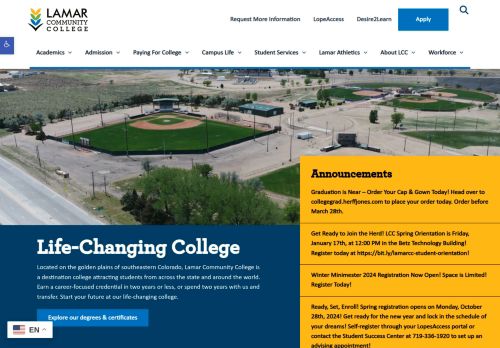 LAMAR
COMMUNITY
COLLEGE
Request More Information LopeAccess Desire2Learn Apply
Academics Admission Paying For College Campus Life Student Services Lamar Athletics About LCC Workforce
Life-Changing College
Located on the golden plains of southeastern Colorado, Lamar Community College is
a destination college attracting students from across the state and around the world.
Earn a career-focused credential in two years or less, or spend two years with us and
transfer. Start your future at our life-changing college.
Explore our degrees & certificates
EN
Announcements
Graduation is Near – Order Your Cap & Gown Today! Head over to
collegegrad.herffjones.com to place your order today. Order before
March 28th.
Get Ready to Join the Herd! LCC Spring Orientation is Friday,
January 17th, at 12:00 PM in the Betz Technology Building!
Register today at https://bit.ly/lamarcc-student-orientation!
Winter Minimester 2024 Registration Now Open! Space is Limited!
Register Today!
Ready, Set, Enroll! Spring registration opens on Monday, October
28th, 2024! Get ready for the new year and lock in the schedule
of your dreams! Self-register through your LopesAccess portal or
contact the Student Success Center at 719-336-1920 to set up an
advising appointment!